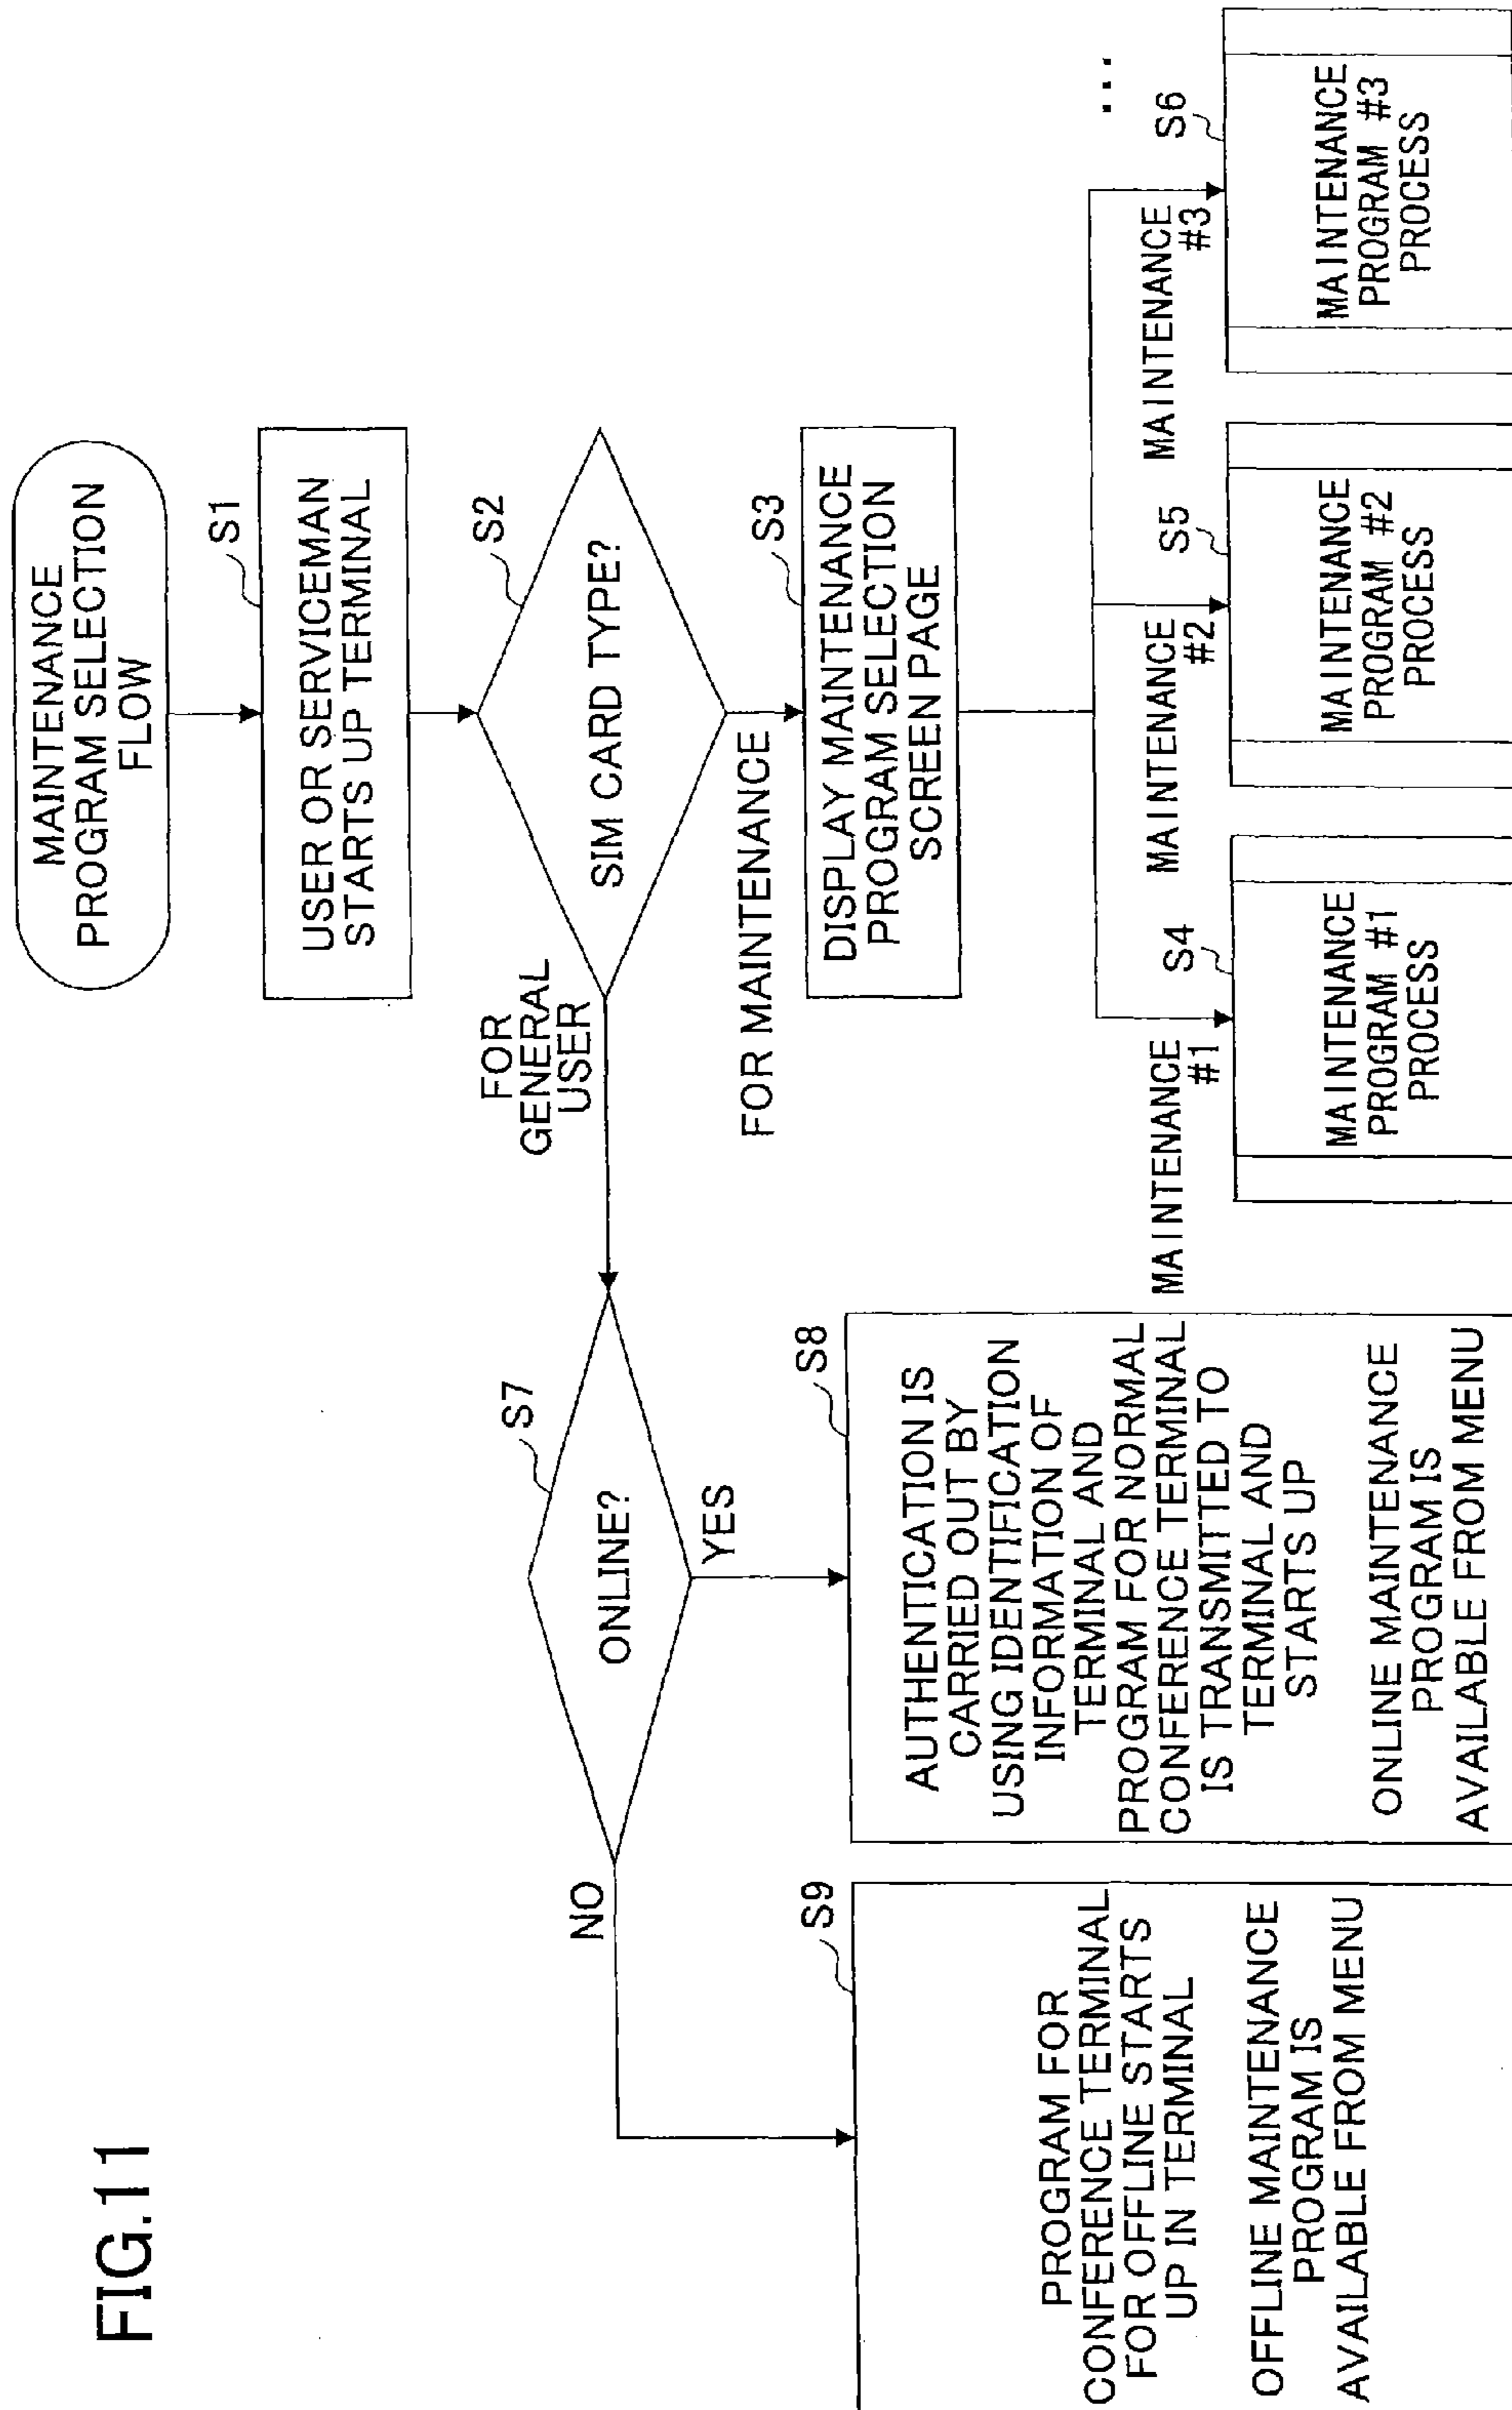 FIG.11
MAINTENANCE
PROGRAM SELECTION
FLOW
S1
USER OR SERVICEMAN
STARTS UP TERMINAL
S2
SIM CARD TYPE?
FOR
GENERAL
USER
FOR MAINTENANCE
S3
DISPLAY MAINTENANCE
PROGRAM SELECTION
SCREEN PAGE
MAINTENANCE
#1
S4
MAINTENANCE
PROGRAM #1
PROCESS
MAINTENANCE
#2
S5
MAINTENANCE
PROGRAM #2
PROCESS
MAINTENANCE
#3
S6
MAINTENANCE
PROGRAM #3
PROCESS
...
S7
ONLINE?
YES
NO
S8
AUTHENTICATION IS
CARRIED OUT BY
USING IDENTIFICATION
INFORMATION OF
TERMINAL AND
PROGRAM FOR NORMAL
CONFERENCE TERMINAL
IS TRANSMITTED TO
TERMINAL AND
STARTS UP
ONLINE MAINTENANCE
PROGRAM IS
AVAILABLE FROM MENU
S9
PROGRAM FOR
CONFERENCE TERMINAL
FOR OFFLINE STARTS
UP IN TERMINAL
OFFLINE MAINTENANCE
PROGRAM IS
AVAILABLE FROM MENU